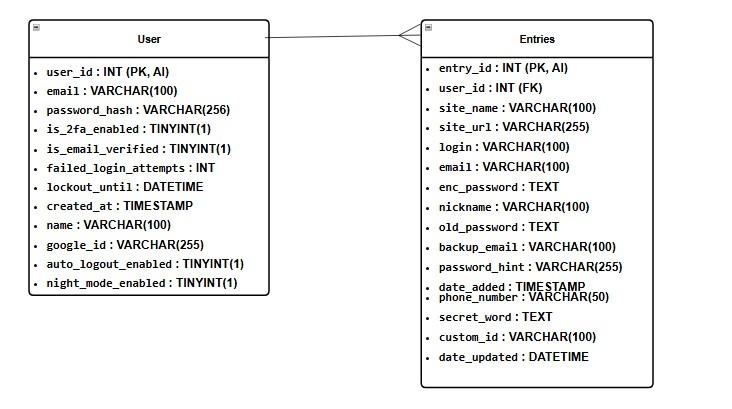 User
user_id : INT (PK, AI)
email : VARCHAR(100)
password_hash : VARCHAR(256)
is_2fa_enabled : TINYINT(1)
is_email_verified : TINYINT(1)
failed_login_attempts : INT
lockout_until : DATETIME
created_at : TIMESTAMP
name : VARCHAR(100)
google_id : VARCHAR(255)
auto_logout_enabled : TINYINT(1)
night_mode_enabled : TINYINT(1)
Entries
entry_id : INT (PK, AI)
user_id : INT (FK)
site_name : VARCHAR(100)
site_url : VARCHAR(255)
login : VARCHAR(100)
email : VARCHAR(100)
enc_password : TEXT
nickname : VARCHAR(100)
old_password : TEXT
backup_email : VARCHAR(100)
password_hint : VARCHAR(255)
date_added : TIMESTAMP
phone_number : VARCHAR(50)
secret_word : TEXT
custom_id : VARCHAR(100)
date_updated : DATETIME